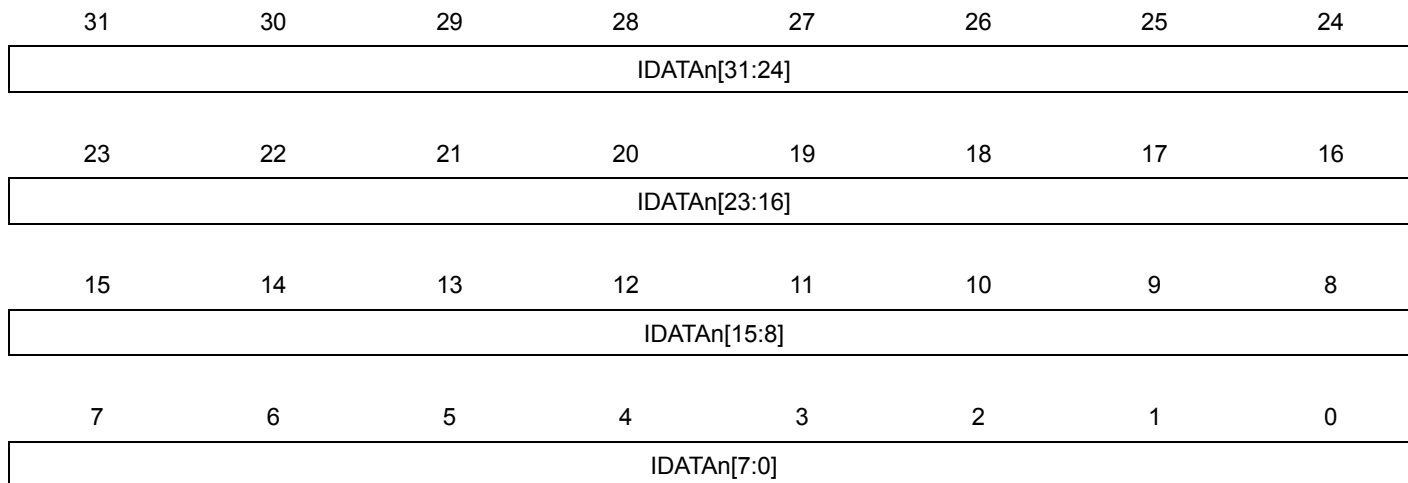 31 30 29 28 27 26 25 24
IDATAn[31:24]
23 22 21 20 19 18 17 16
IDATAn[23:16]
15 14 13 12 11 10 9 8
IDATAn[15:8]
7 6 5 4 3 2 1 0
IDATAn[7:0]